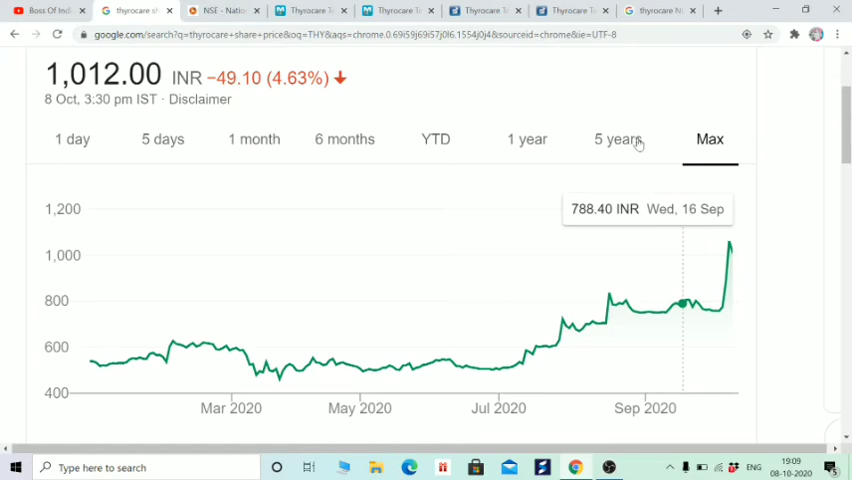 Boss Of Indi
thyrocare sh
NSE - Nation
Thyrocare Te
Thyrocare Te
Thyrocare Te
Thyrocare Te
thyrocare NS
google.com/search?q=thyrocare+share+price&oq=THY&aqs=chrome.0.69i59j69i57j0l6.1554j0j4&sourceid=chrome&ie=UTF-8
1,012.00 INR −49.10 (4.63%)
8 Oct, 3:30 pm IST · Disclaimer
1 day 5 days 1 month 6 months YTD 1 year 5 years Max
788.40 INR Wed, 16 Sep
1,200
1,000
800
600
400
Mar 2020 May 2020 Jul 2020 Sep 2020
Type here to search
ENG
19:09
08-10-2020